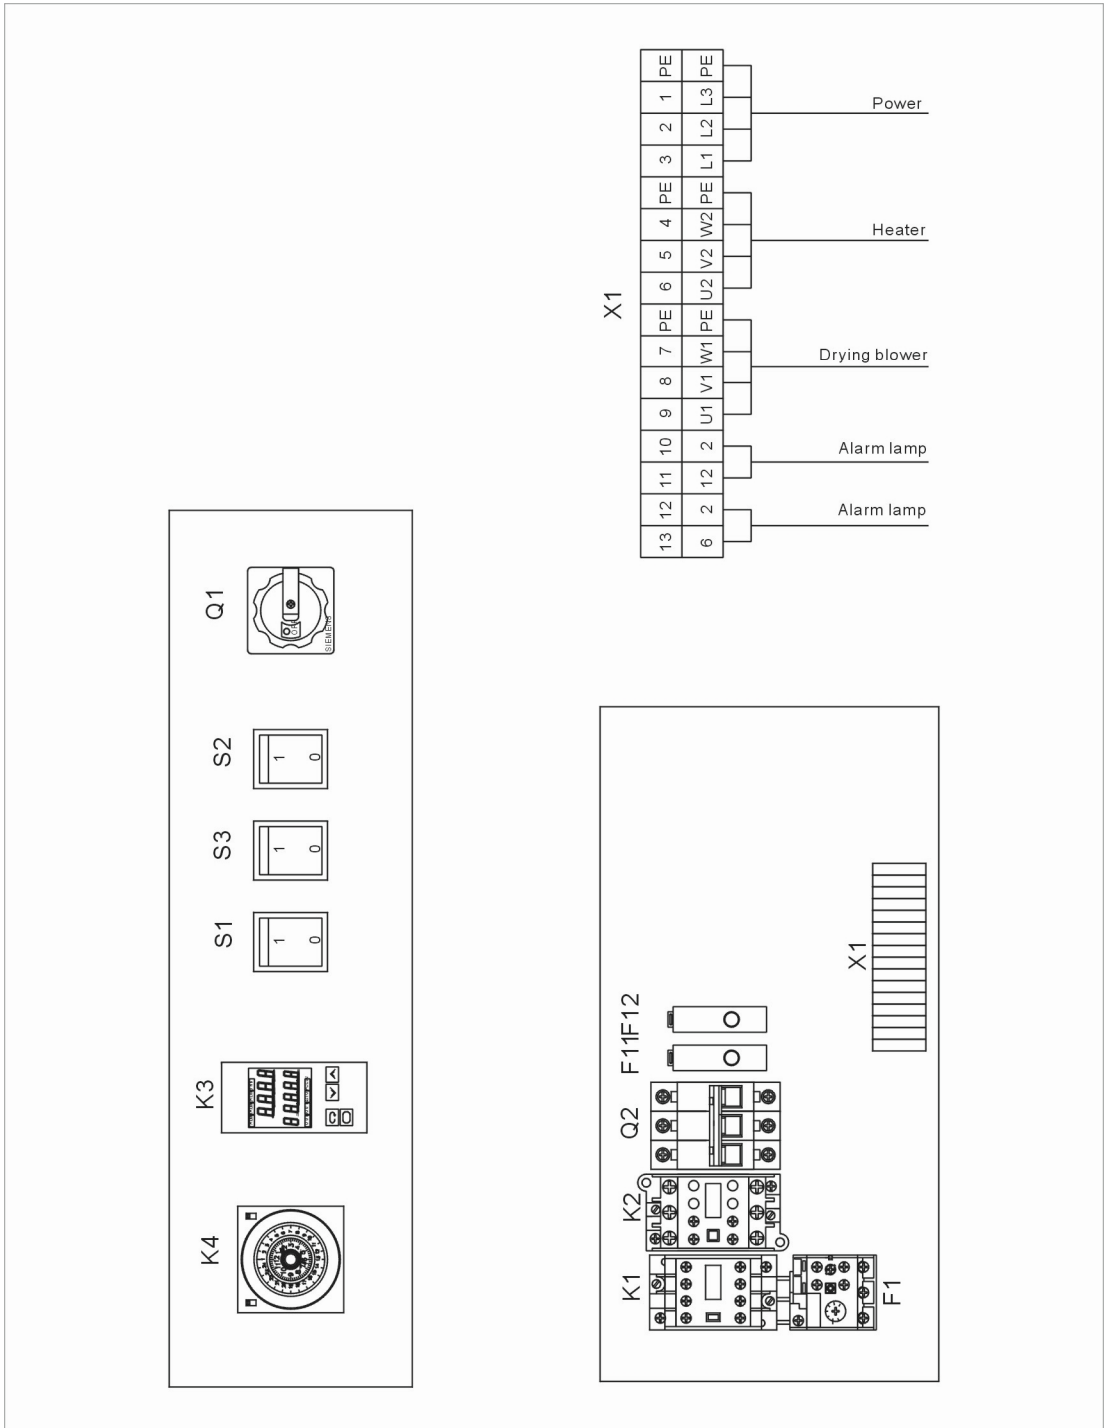 X1
PE PE
1 L3
2 L2
3 L1
Power
PE PE
4 W2
5 V2
6 U2
Heater
PE PE
7 W1
8 V1
9 U1
Drying blower
10 2
11 12
Alarm lamp
12 2
13 6
Alarm lamp
Q1
OFF
SIEMENS
S2
1
0
S3
1
0
S1
1
0
K3
8888
88888
K4
F11F12
Q2
K2
K1
F1
X1